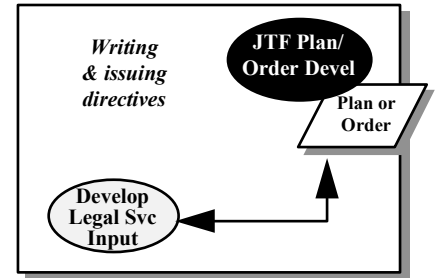 Writing
& issuing
directives
JTF Plan/
Order Devel
Plan or
Order
Develop
Legal Svc
Input